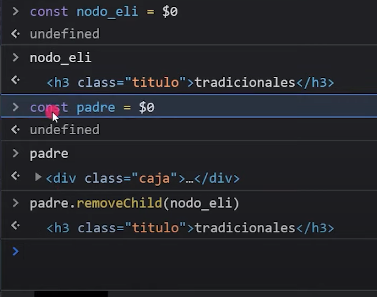 const nodo_eli = $0
undefined
nodo_eli
<h3 class="titulo">tradicionales</h3>
const padre = $0
undefined
padre
<div class="caja">…</div>
padre.removeChild(nodo_eli)
<h3 class="titulo">tradicionales</h3>